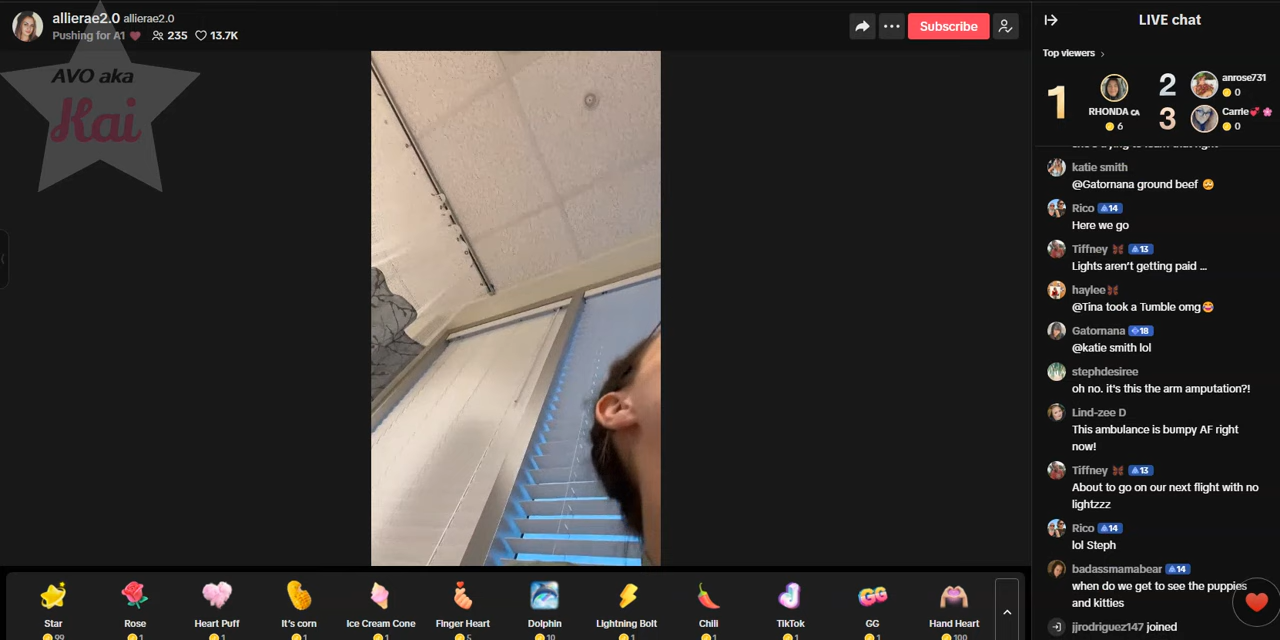 allierae2.0 allierae2.0
Pushing for A1 ❤ 235 13.7K
Subscribe
AVO aka
Kai
LIVE chat
Top viewers
1
RHONDA CA
6
2
anrose731
0
3
Carrie💕🌸
0
katie smith
@Gatornana ground beef 🥴
Rico 14
Here we go
Tiffney 🦋 13
Lights aren't getting paid ...
haylee🦋
@Tina took a Tumble omg🤩
Gatornana 18
@katie smith lol
stephdesiree
oh no. it's this the arm amputation?!
Lind-zee D
This ambulance is bumpy AF right
now!
Tiffney 🦋 13
About to go on our next flight with no
lightzzz
Rico 14
lol Steph
badassmamabear 14
when do we get to see the puppies
and kitties
jjrodriguez147 joined
Star
99
Rose
1
Heart Puff
1
It's corn
1
Ice Cream Cone
1
Finger Heart
5
Dolphin
10
Lightning Bolt
1
Chili
1
TikTok
1
GG
1
Hand Heart
100